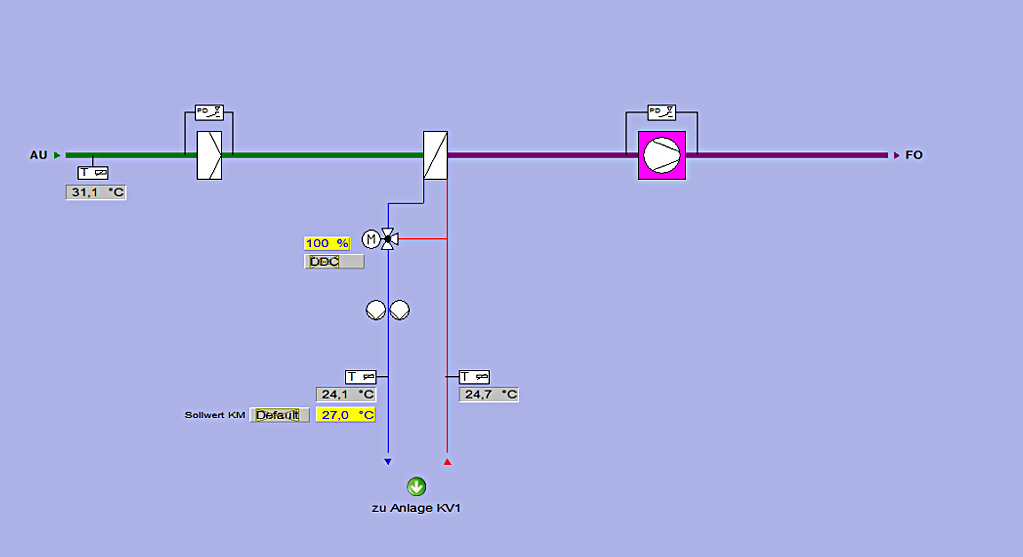 PD
PD
AU
FO
T
31,1 °C
100 %
M
DDC
T
T
24,1 °C
24,7 °C
Sollwert KM Default 27,0 °C
zu Anlage KV1